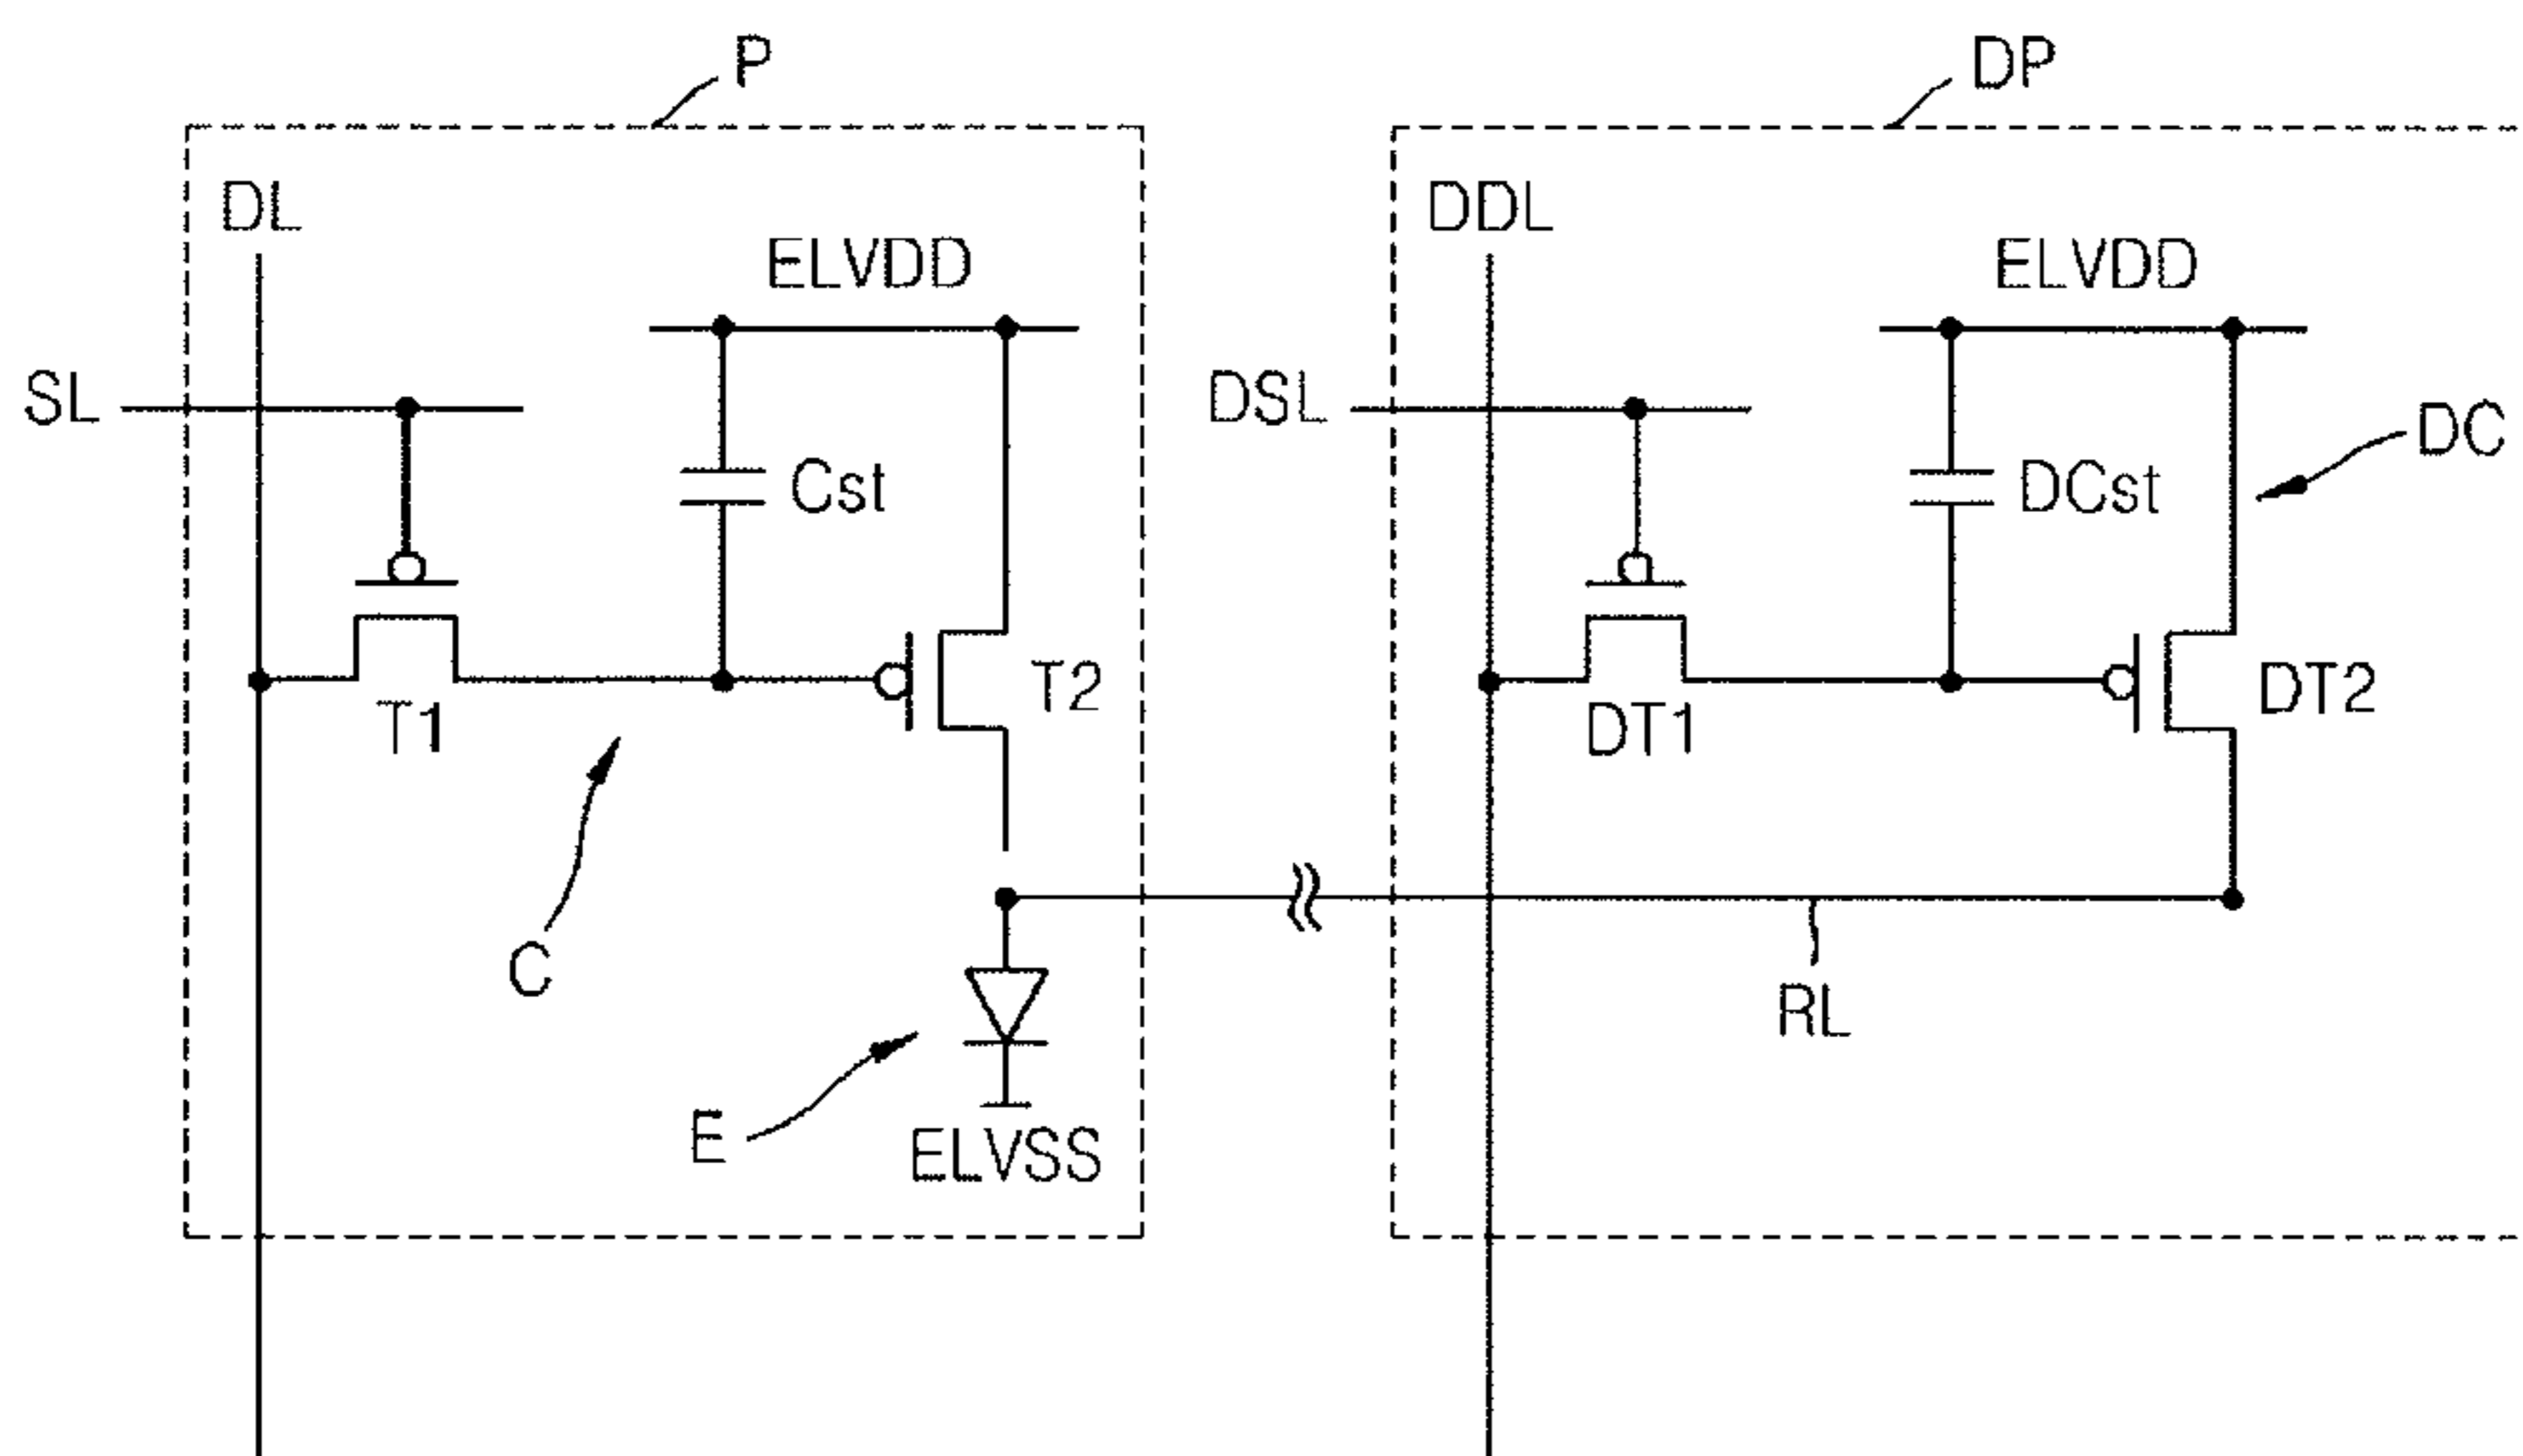 P
DP
DL
DDL
ELVDD
ELVDD
SL
DSL
DC
Cst
DCst
T1
T2
DT1
DT2
C
RL
E
ELVSS